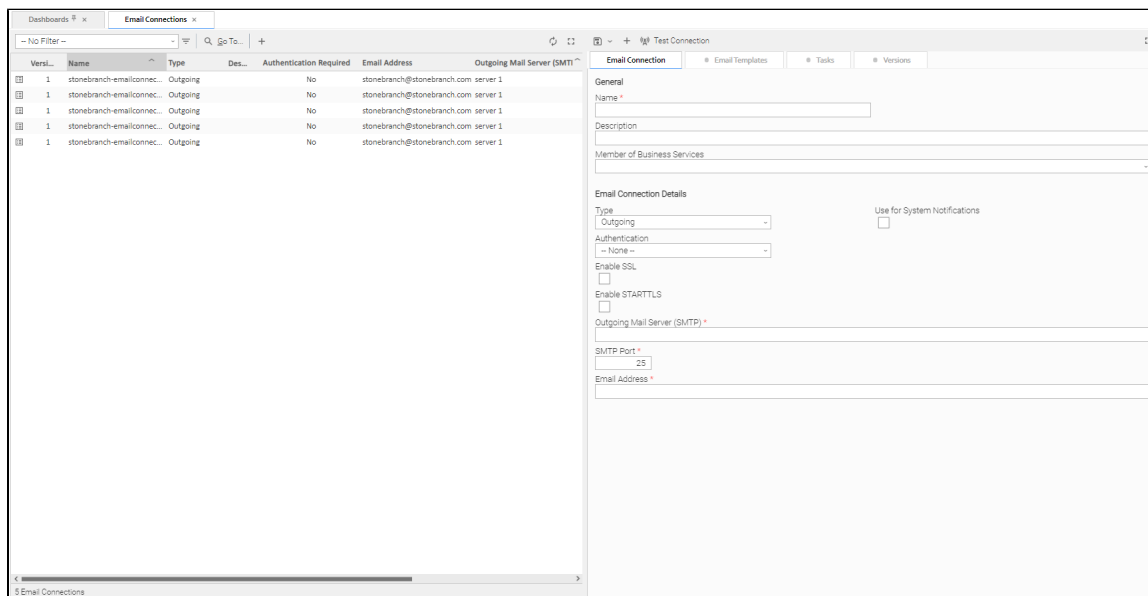 Dashboards × Email Connections ×
-- No Filter -- Go To... + + Test Connection
Versi... Name Type Des... Authentication Required Email Address Outgoing Mail Server (SMTI
1 stonebranch-emailconnec... Outgoing No stonebranch@stonebranch.com server 1
1 stonebranch-emailconnec... Outgoing No stonebranch@stonebranch.com server 1
1 stonebranch-emailconnec... Outgoing No stonebranch@stonebranch.com server 1
1 stonebranch-emailconnec... Outgoing No stonebranch@stonebranch.com server 1
1 stonebranch-emailconnec... Outgoing No stonebranch@stonebranch.com server 1
5 Email Connections
Email Connection Email Templates Tasks Versions
General
Name *
Description
Member of Business Services
Email Connection Details
Type Use for System Notifications
Outgoing
Authentication
-- None --
Enable SSL
Enable STARTTLS
Outgoing Mail Server (SMTP) *
SMTP Port *
25
Email Address *